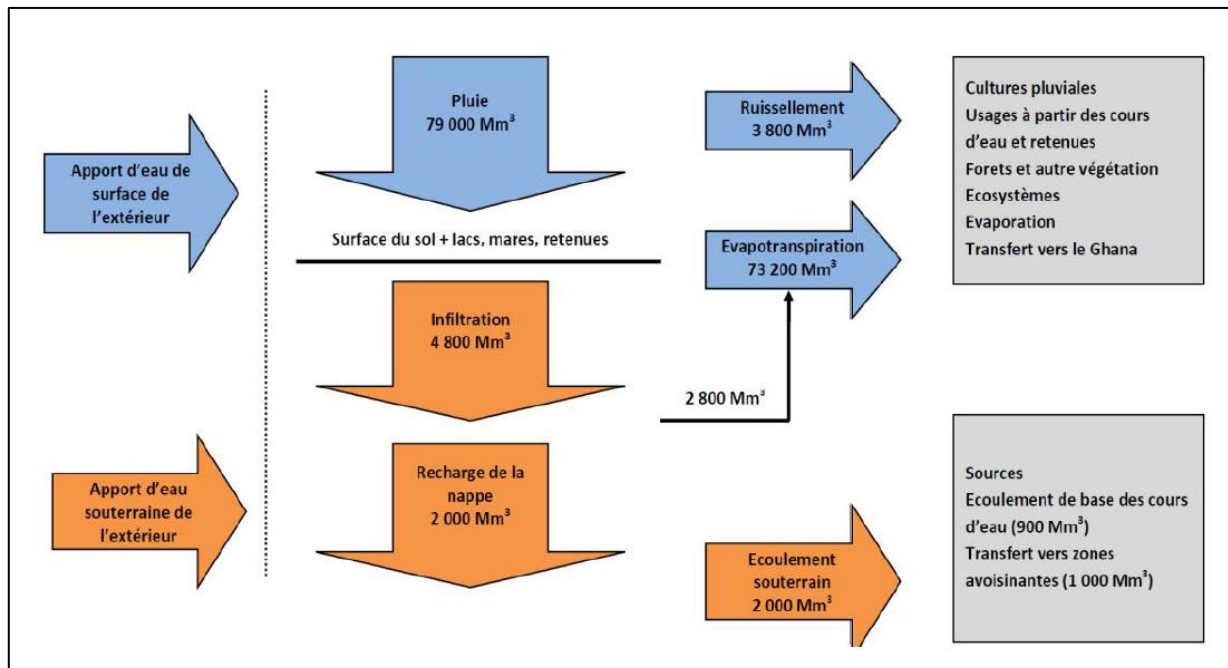 Apport d'eau de
surface de
l'extérieur
Pluie
79 000 Mm³
Surface du sol + lacs, mares, retenues
Infiltration
4 800 Mm³
Recharge de la
nappe
2 000 Mm³
Apport d'eau
souterraine de
l'extérieur
Ruissellement
3 800 Mm³
Evapotranspiration
73 200 Mm³
2 800 Mm³
Ecoulement
souterrain
2 000 Mm³
Cultures pluviales
Usages à partir des cours
d'eau et retenues
Forets et autre végétation
Ecosystèmes
Evaporation
Transfert vers le Ghana
Sources
Ecoulement de base des cours
d'eau (900 Mm³)
Transfert vers zones
avoisinantes (1 000 Mm³)